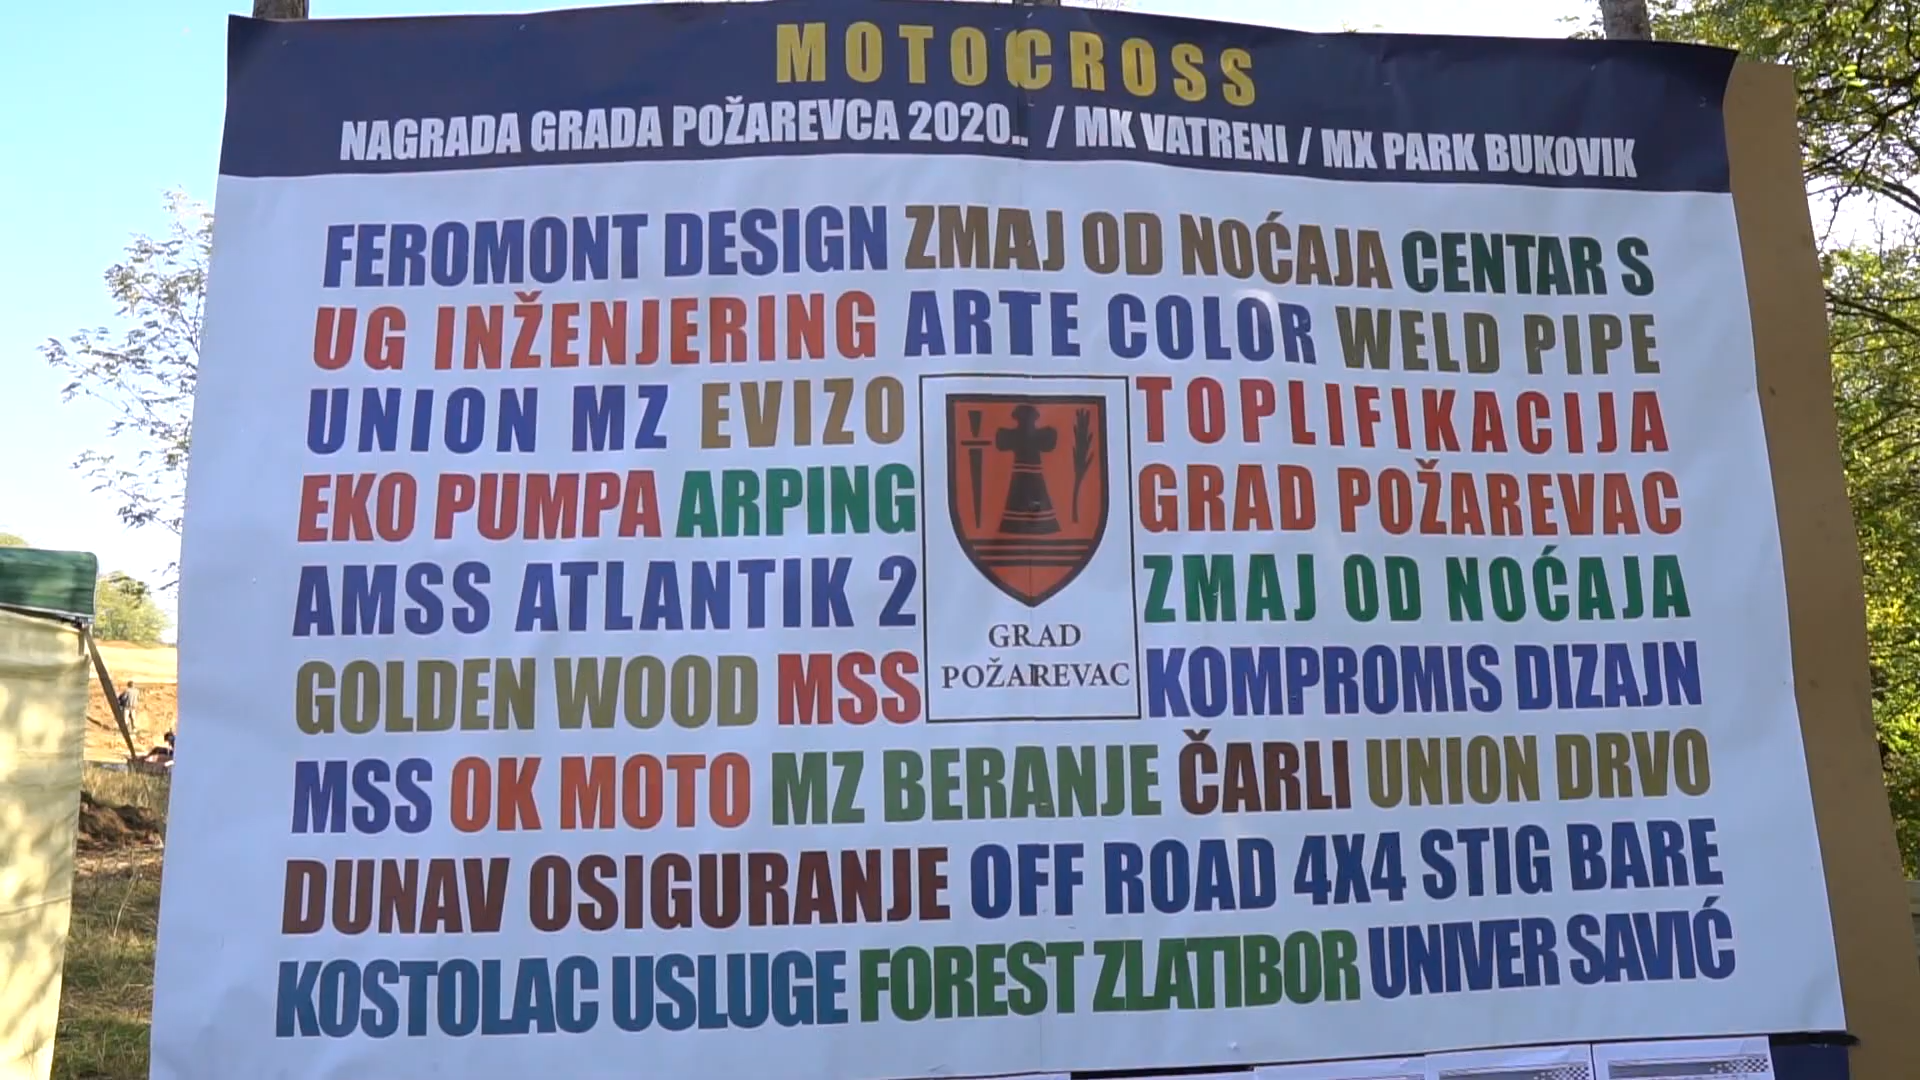 MOTOCROSS
NAGRADA GRADA POŽAREVCA 2020.. / MK VATRENI / MX PARK BUKOVIK
FEROMONT DESIGN ZMAJ OD NOĆAJA CENTAR S
UG INŽENJERING ARTE COLOR WELD PIPE
UNION MZ EVIZO TOPLIFIKACIJA
EKO PUMPA ARPING GRAD POŽAREVAC
AMSS ATLANTIK 2 ZMAJ OD NOĆAJA
GRAD
POŽAREVAC
GOLDEN WOOD MSS KOMPROMIS DIZAJN
MSS OK MOTO MZ BERANJE ČARLI UNION DRVO
DUNAV OSIGURANJE OFF ROAD 4X4 STIG BARE
KOSTOLAC USLUGE FOREST ZLATIBOR UNIVER SAVIĆ